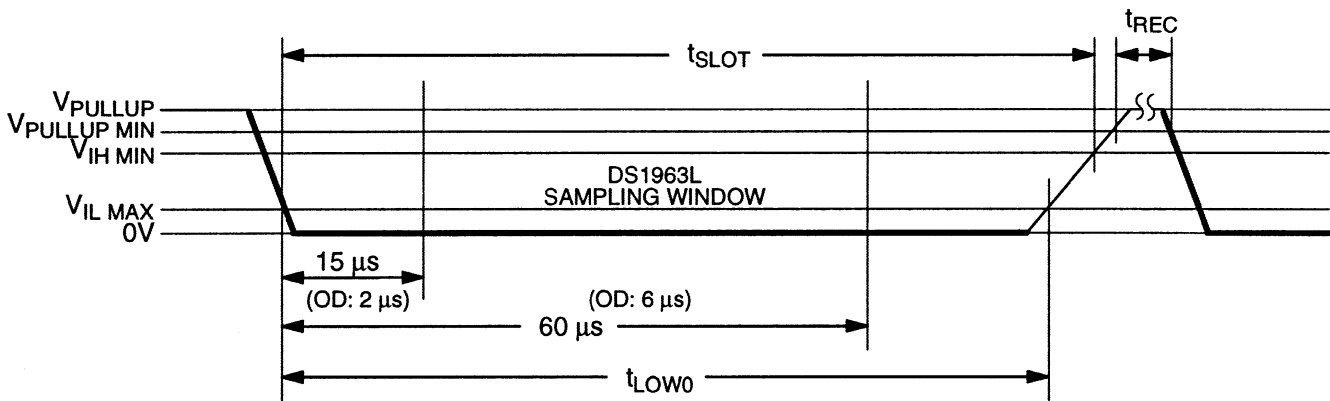 tREC
tSLOT
VPULLUP
VPULLUP MIN
VIH MIN
DS1963L
SAMPLING WINDOW
VIL MAX
0V
15 µs
(OD: 2 µs)
(OD: 6 µs)
60 µs
tLOW0